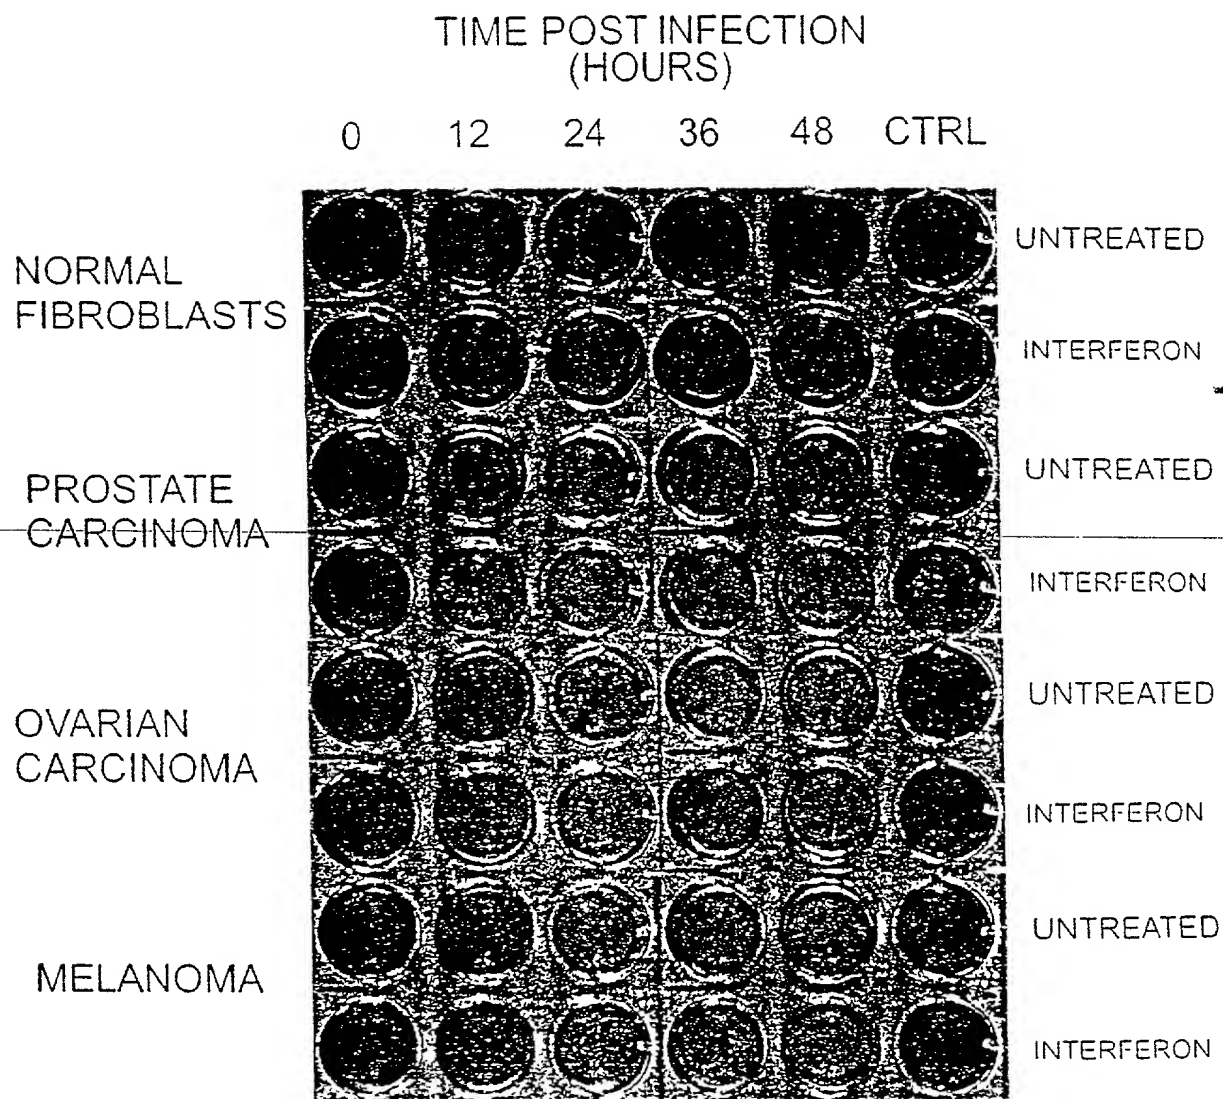 TIME POST INFECTION
(HOURS)
0 12 24 36 48 CTRL
NORMAL
FIBROBLASTS
UNTREATED
INTERFERON
PROSTATE
CARCINOMA
UNTREATED
INTERFERON
OVARIAN
CARCINOMA
UNTREATED
INTERFERON
MELANOMA
UNTREATED
INTERFERON